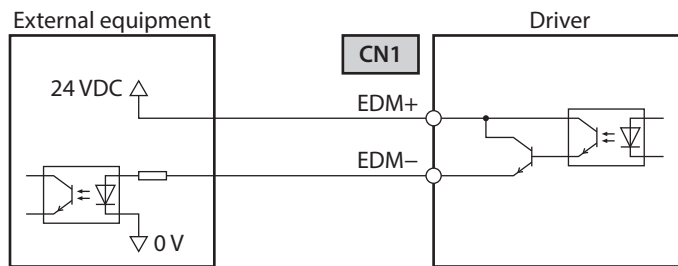 External equipment
Driver
CN1
24 VDC
EDM+
EDM−
0 V